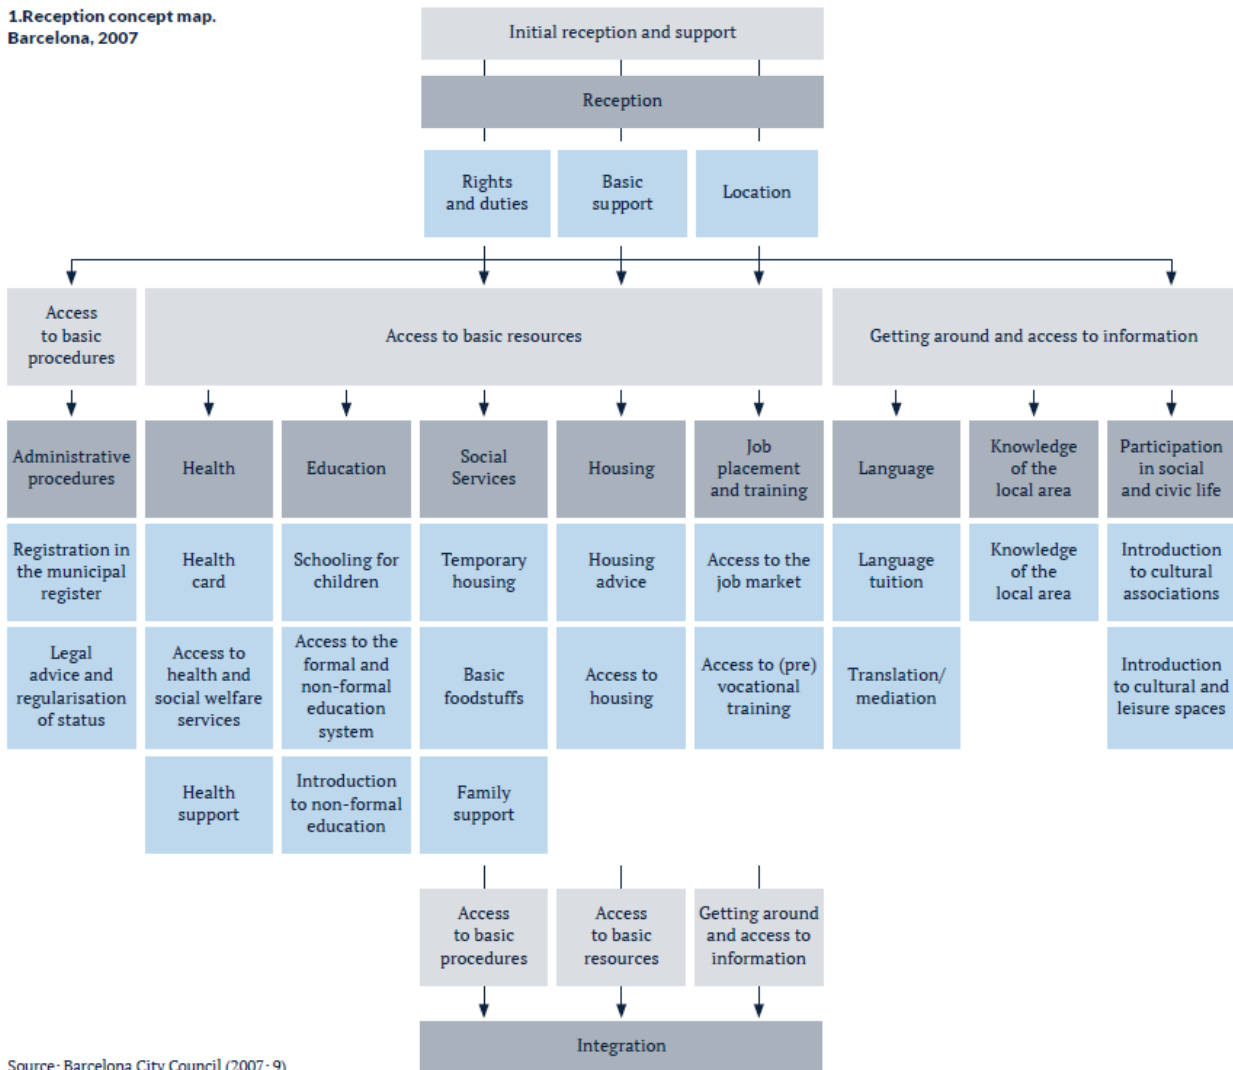 1.Reception concept map.
Barcelona, 2007
Initial reception and support
Reception
Rights
and duties
Basic
support
Location
Access
to basic
procedures
Access to basic resources
Getting around and access to information
Administrative
procedures
Health
Education
Social
Services
Housing
Job
placement
and training
Language
Knowledge
of the
local area
Participation
in social
and civic life
Registration in
the municipal
register
Health
card
Schooling for
children
Temporary
housing
Housing
advice
Access to the
job market
Language
tuition
Knowledge
of the
local area
Introduction
to cultural
associations
Legal
advice and
regularisation
of status
Access to
health and
social welfare
services
Access to the
formal and
non-formal
education
system
Basic
foodstuffs
Access to
housing
Access to (pre)
vocational
training
Translation/
mediation
Introduction
to cultural and
leisure spaces
Health
support
Introduction
to non-formal
education
Family
support
Access
to basic
procedures
Access
to basic
resources
Getting around
and access to
information
Integration
Source: Barcelona City Council (2007: 9)